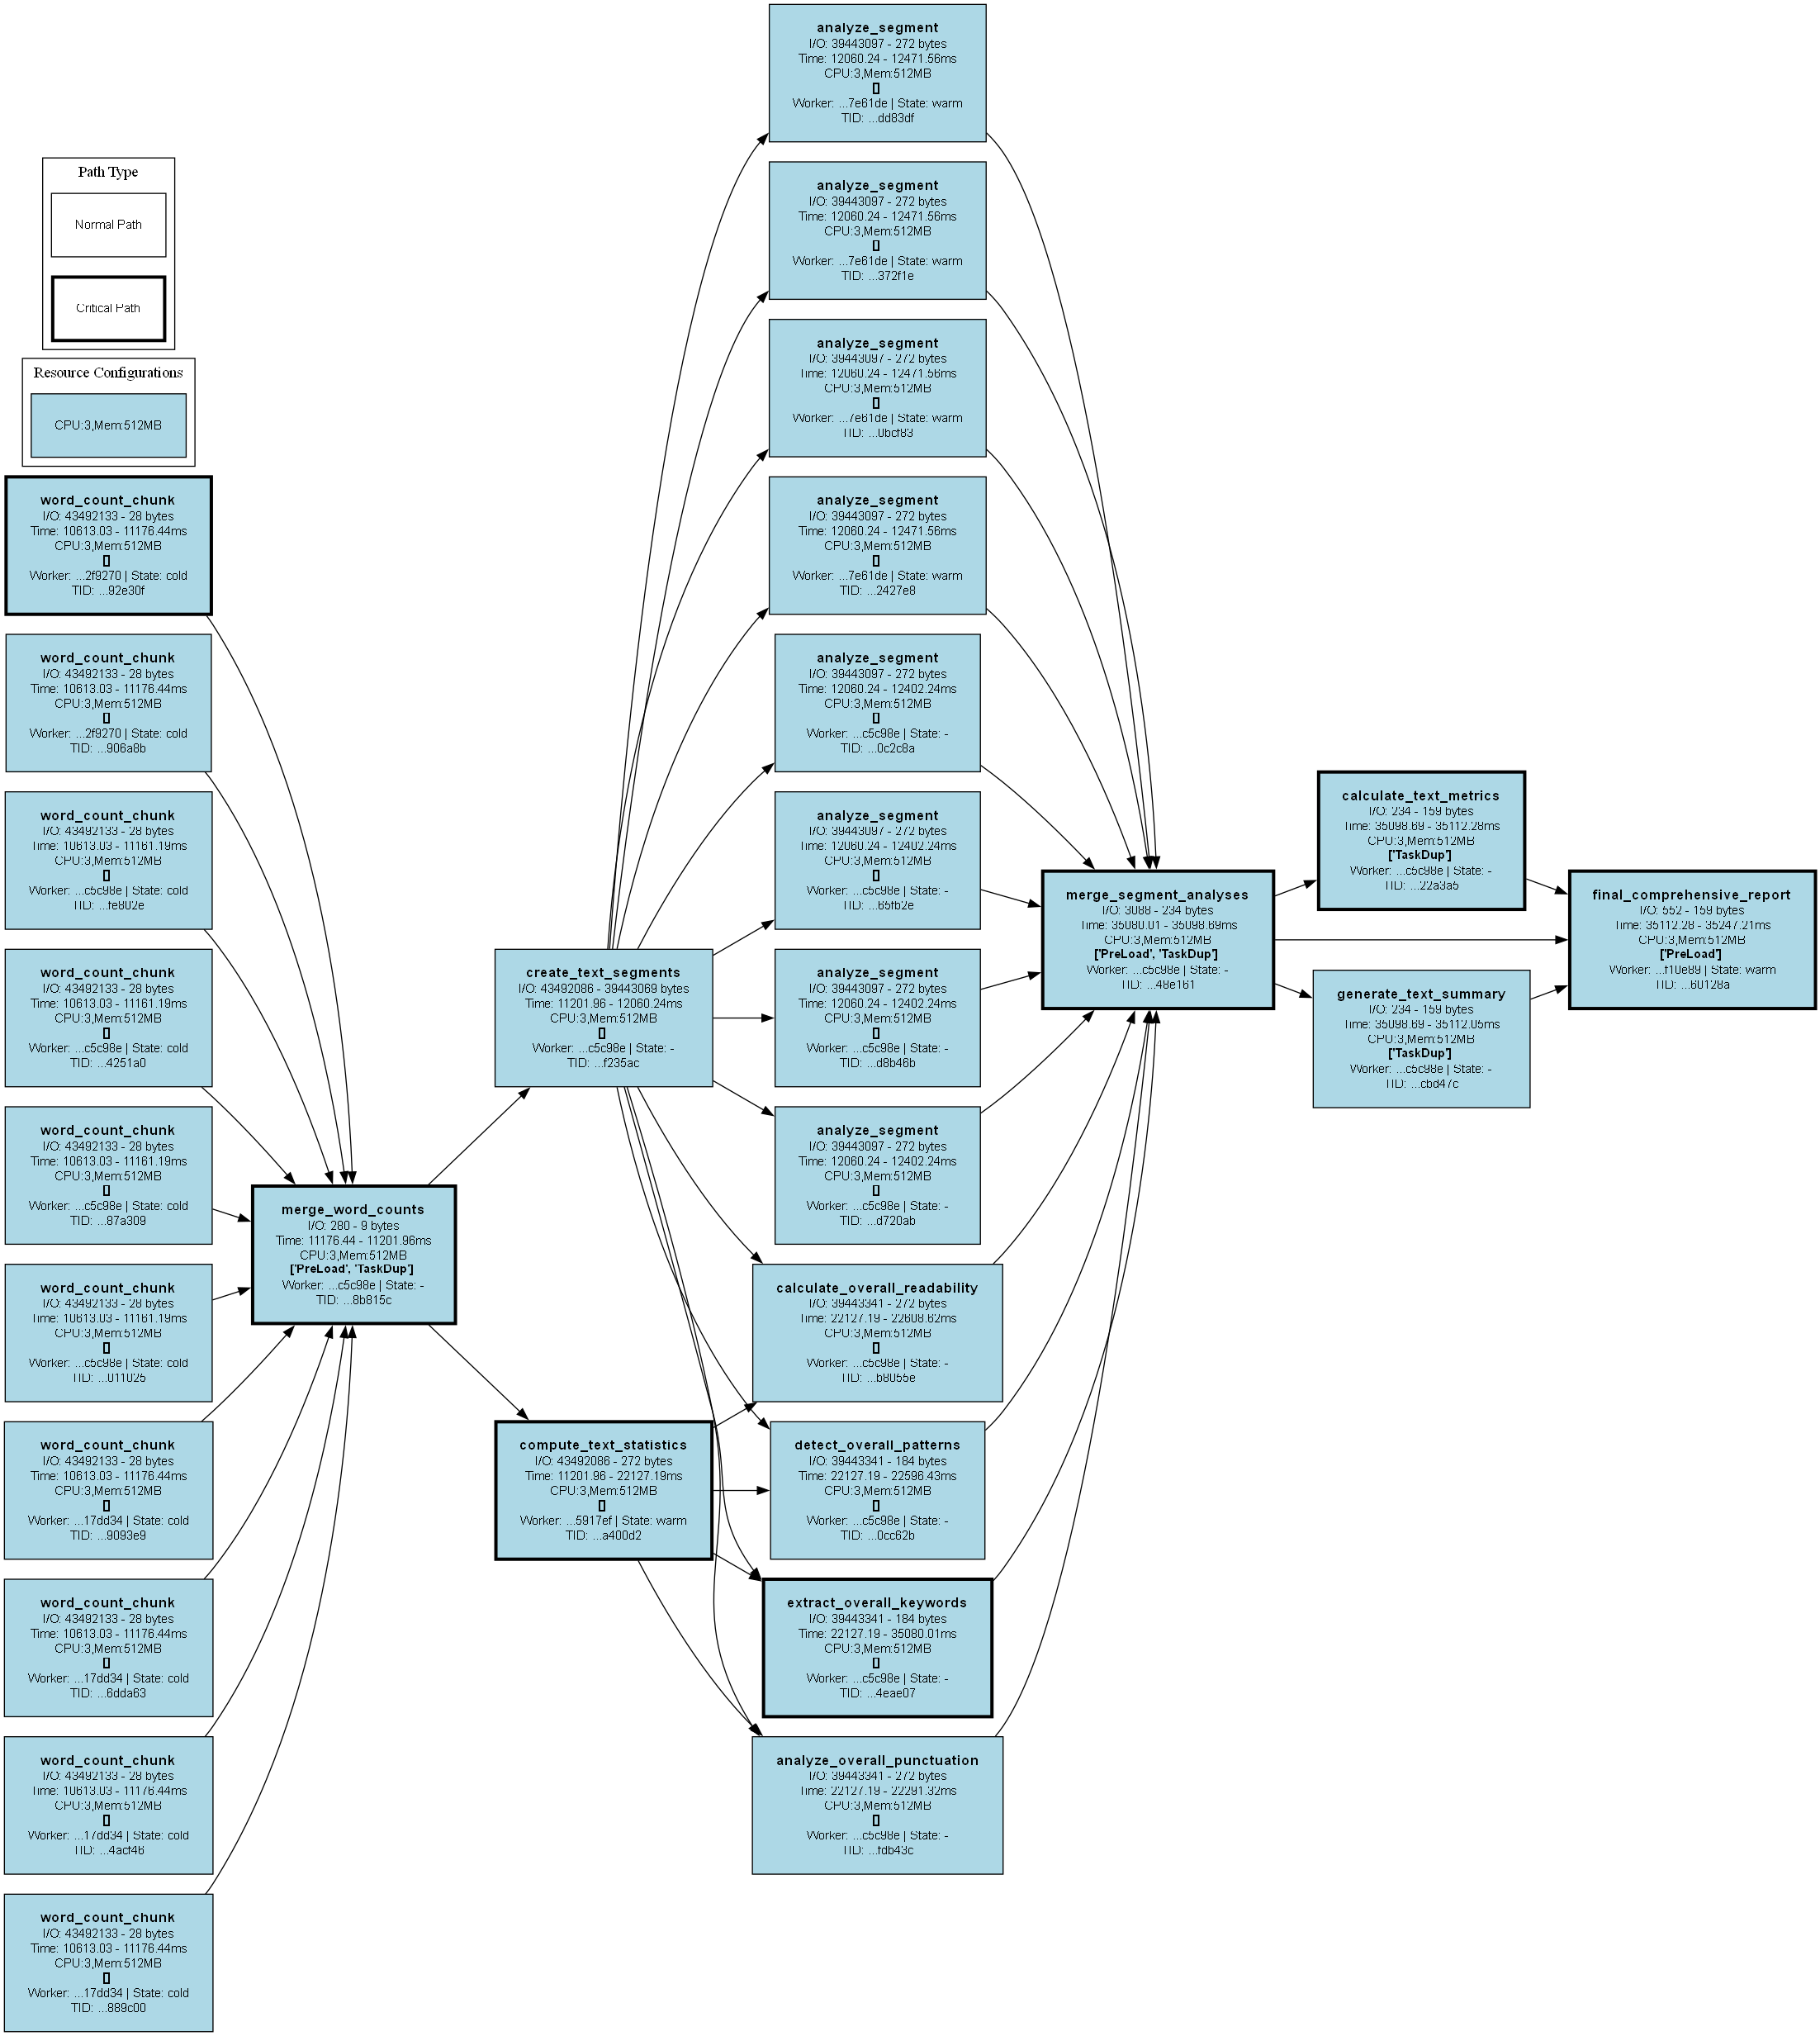 Path Type
Normal Path
Critical Path
Resource Configurations
CPU:3,Mem:512MB
word_count_chunk
I/O: 43492133 - 28 bytes
Time: 10613.03 - 11176.44ms
CPU:3,Mem:512MB
[]
Worker: ...2f9270 | State: cold
TID: ...92e30f
word_count_chunk
I/O: 43492133 - 28 bytes
Time: 10613.03 - 11176.44ms
CPU:3,Mem:512MB
[]
Worker: ...2f9270 | State: cold
TID: ...906a8b
word_count_chunk
I/O: 43492133 - 28 bytes
Time: 10613.03 - 11161.19ms
CPU:3,Mem:512MB
[]
Worker: ...c5c98e | State: cold
TID: ...fe802e
word_count_chunk
I/O: 43492133 - 28 bytes
Time: 10613.03 - 11161.19ms
CPU:3,Mem:512MB
[]
Worker: ...c5c98e | State: cold
TID: ...4251a0
word_count_chunk
I/O: 43492133 - 28 bytes
Time: 10613.03 - 11161.19ms
CPU:3,Mem:512MB
[]
Worker: ...c5c98e | State: cold
TID: ...87a309
word_count_chunk
I/O: 43492133 - 28 bytes
Time: 10613.03 - 11161.19ms
CPU:3,Mem:512MB
[]
Worker: ...c5c98e | State: cold
TID: ...011025
word_count_chunk
I/O: 43492133 - 28 bytes
Time: 10613.03 - 11176.44ms
CPU:3,Mem:512MB
[]
Worker: ...17dd34 | State: cold
TID: ...9093e9
word_count_chunk
I/O: 43492133 - 28 bytes
Time: 10613.03 - 11176.44ms
CPU:3,Mem:512MB
[]
Worker: ...17dd34 | State: cold
TID: ...6dda63
word_count_chunk
I/O: 43492133 - 28 bytes
Time: 10613.03 - 11176.44ms
CPU:3,Mem:512MB
[]
Worker: ...17dd34 | State: cold
TID: ...4acf46
word_count_chunk
I/O: 43492133 - 28 bytes
Time: 10613.03 - 11176.44ms
CPU:3,Mem:512MB
[]
Worker: ...17dd34 | State: cold
TID: ...889c00
merge_word_counts
I/O: 280 - 9 bytes
Time: 11176.44 - 11201.96ms
CPU:3,Mem:512MB
['PreLoad', 'TaskDup']
Worker: ...c5c98e | State: -
TID: ...8b815c
create_text_segments
I/O: 43492086 - 39443069 bytes
Time: 11201.96 - 12060.24ms
CPU:3,Mem:512MB
[]
Worker: ...c5c98e | State: -
TID: ...f235ac
compute_text_statistics
I/O: 43492086 - 272 bytes
Time: 11201.96 - 22127.19ms
CPU:3,Mem:512MB
[]
Worker: ...5917ef | State: warm
TID: ...a400d2
analyze_segment
I/O: 39443097 - 272 bytes
Time: 12060.24 - 12471.56ms
CPU:3,Mem:512MB
[]
Worker: ...7e61de | State: warm
TID: ...dd83df
analyze_segment
I/O: 39443097 - 272 bytes
Time: 12060.24 - 12471.56ms
CPU:3,Mem:512MB
[]
Worker: ...7e61de | State: warm
TID: ...372f1e
analyze_segment
I/O: 39443097 - 272 bytes
Time: 12060.24 - 12471.56ms
CPU:3,Mem:512MB
[]
Worker: ...7e61de | State: warm
TID: ...0bcf83
analyze_segment
I/O: 39443097 - 272 bytes
Time: 12060.24 - 12471.56ms
CPU:3,Mem:512MB
[]
Worker: ...7e61de | State: warm
TID: ...2427e8
analyze_segment
I/O: 39443097 - 272 bytes
Time: 12060.24 - 12402.24ms
CPU:3,Mem:512MB
[]
Worker: ...c5c98e | State: -
TID: ...0c2c8a
analyze_segment
I/O: 39443097 - 272 bytes
Time: 12060.24 - 12402.24ms
CPU:3,Mem:512MB
[]
Worker: ...c5c98e | State: -
TID: ...65fb2e
analyze_segment
I/O: 39443097 - 272 bytes
Time: 12060.24 - 12402.24ms
CPU:3,Mem:512MB
[]
Worker: ...c5c98e | State: -
TID: ...d8b46b
analyze_segment
I/O: 39443097 - 272 bytes
Time: 12060.24 - 12402.24ms
CPU:3,Mem:512MB
[]
Worker: ...c5c98e | State: -
TID: ...d720ab
calculate_overall_readability
I/O: 39443341 - 272 bytes
Time: 22127.19 - 22608.62ms
CPU:3,Mem:512MB
[]
Worker: ...c5c98e | State: -
TID: ...b8055e
detect_overall_patterns
I/O: 39443341 - 184 bytes
Time: 22127.19 - 22596.43ms
CPU:3,Mem:512MB
[]
Worker: ...c5c98e | State: -
TID: ...0cc62b
extract_overall_keywords
I/O: 39443341 - 184 bytes
Time: 22127.19 - 35080.01ms
CPU:3,Mem:512MB
[]
Worker: ...c5c98e | State: -
TID: ...4eae07
analyze_overall_punctuation
I/O: 39443341 - 272 bytes
Time: 22127.19 - 22291.32ms
CPU:3,Mem:512MB
[]
Worker: ...c5c98e | State: -
TID: ...fdb43c
merge_segment_analyses
I/O: 3088 - 234 bytes
Time: 35080.01 - 35098.69ms
CPU:3,Mem:512MB
['PreLoad', 'TaskDup']
Worker: ...c5c98e | State: -
TID: ...48e161
calculate_text_metrics
I/O: 234 - 159 bytes
Time: 35098.69 - 35112.28ms
CPU:3,Mem:512MB
['TaskDup']
Worker: ...c5c98e | State: -
TID: ...22a3a5
generate_text_summary
I/O: 234 - 159 bytes
Time: 35098.69 - 35112.05ms
CPU:3,Mem:512MB
['TaskDup']
Worker: ...c5c98e | State: -
TID: ...cbd47c
final_comprehensive_report
I/O: 552 - 159 bytes
Time: 35112.28 - 35247.21ms
CPU:3,Mem:512MB
['PreLoad']
Worker: ...f10e89 | State: warm
TID: ...60128a